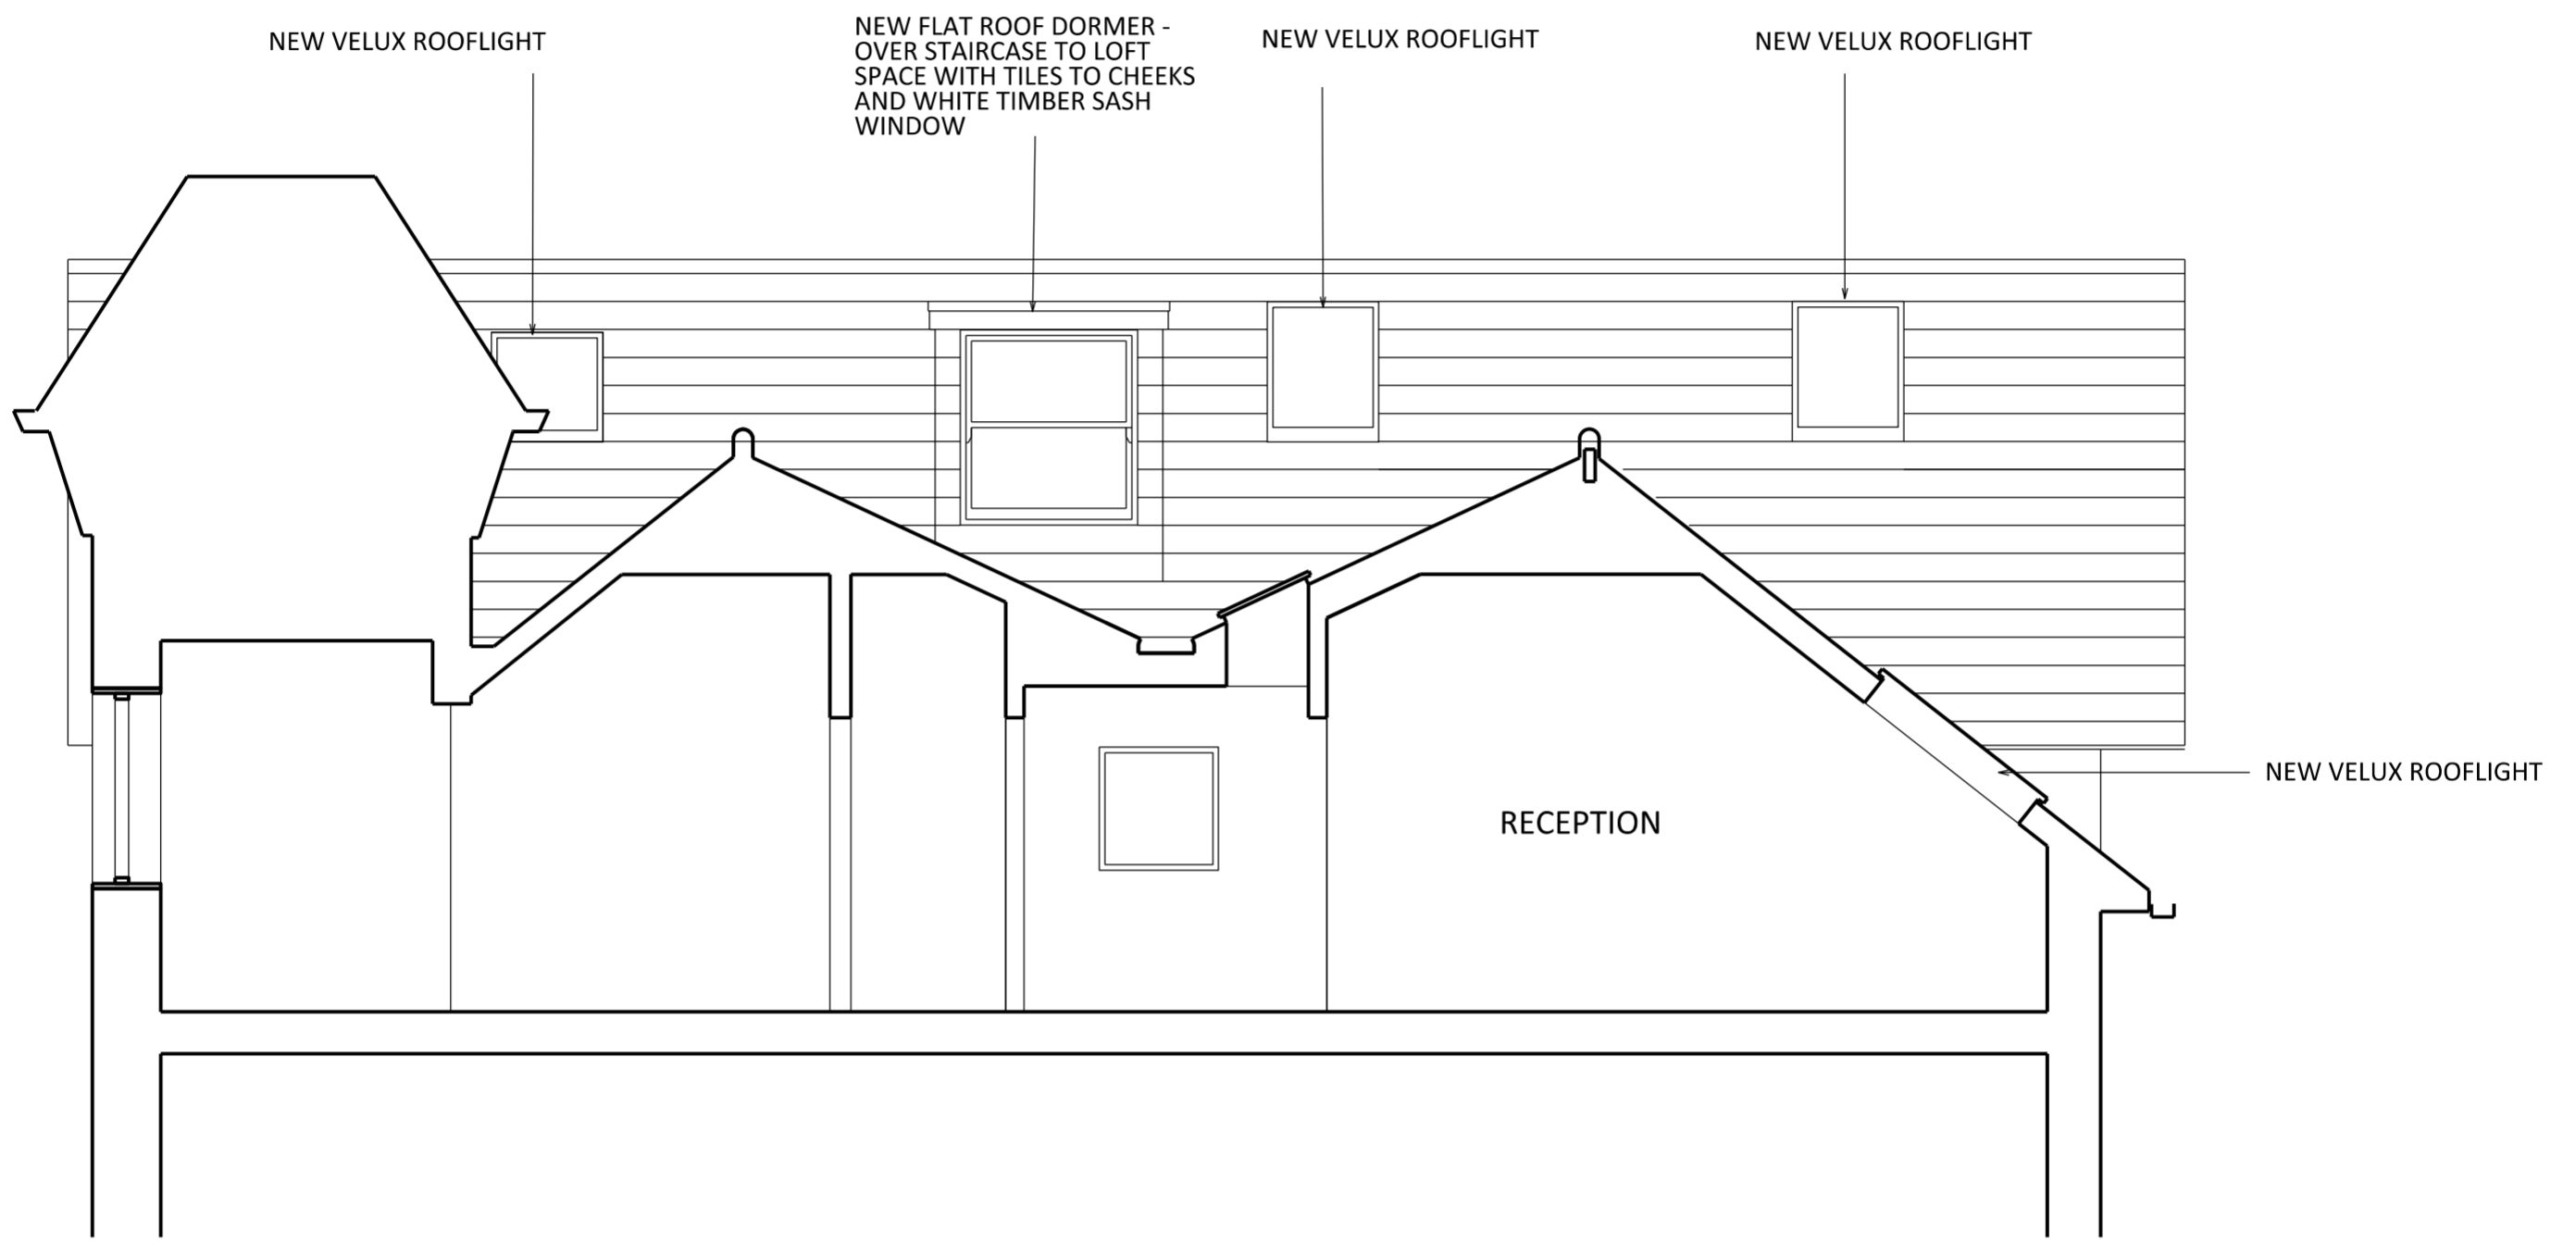 NEW VELUX ROOFLIGHT
NEW FLAT ROOF DORMER -
OVER STAIRCASE TO LOFT
SPACE WITH TILES TO CHEEKS
AND WHITE TIMBER SASH
WINDOW
NEW VELUX ROOFLIGHT
NEW VELUX ROOFLIGHT
NEW VELUX ROOFLIGHT
RECEPTION